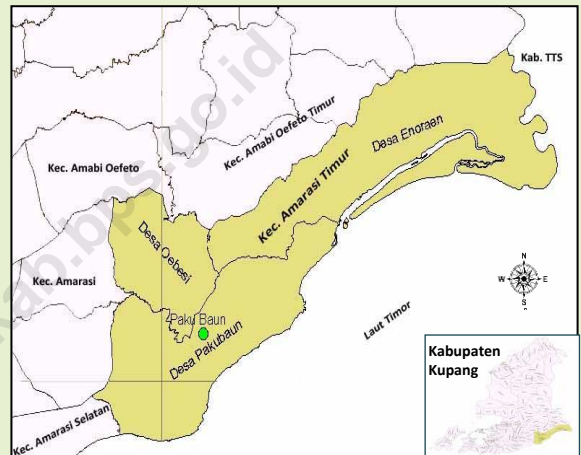 Kab. TTS
Kec. Amabi Oefeto Timur
Desa Enoraen
Kec. Amabi Oefeto
Kec. Amarasi Timur
Desa Oebesi
Kec. Amarasi
Paku Baun
Desa Pakubaun
Laut Timor
N
W E
S
Kec. Amarasi Selatan
Kabupaten
Kupang
kab.bps.go.id